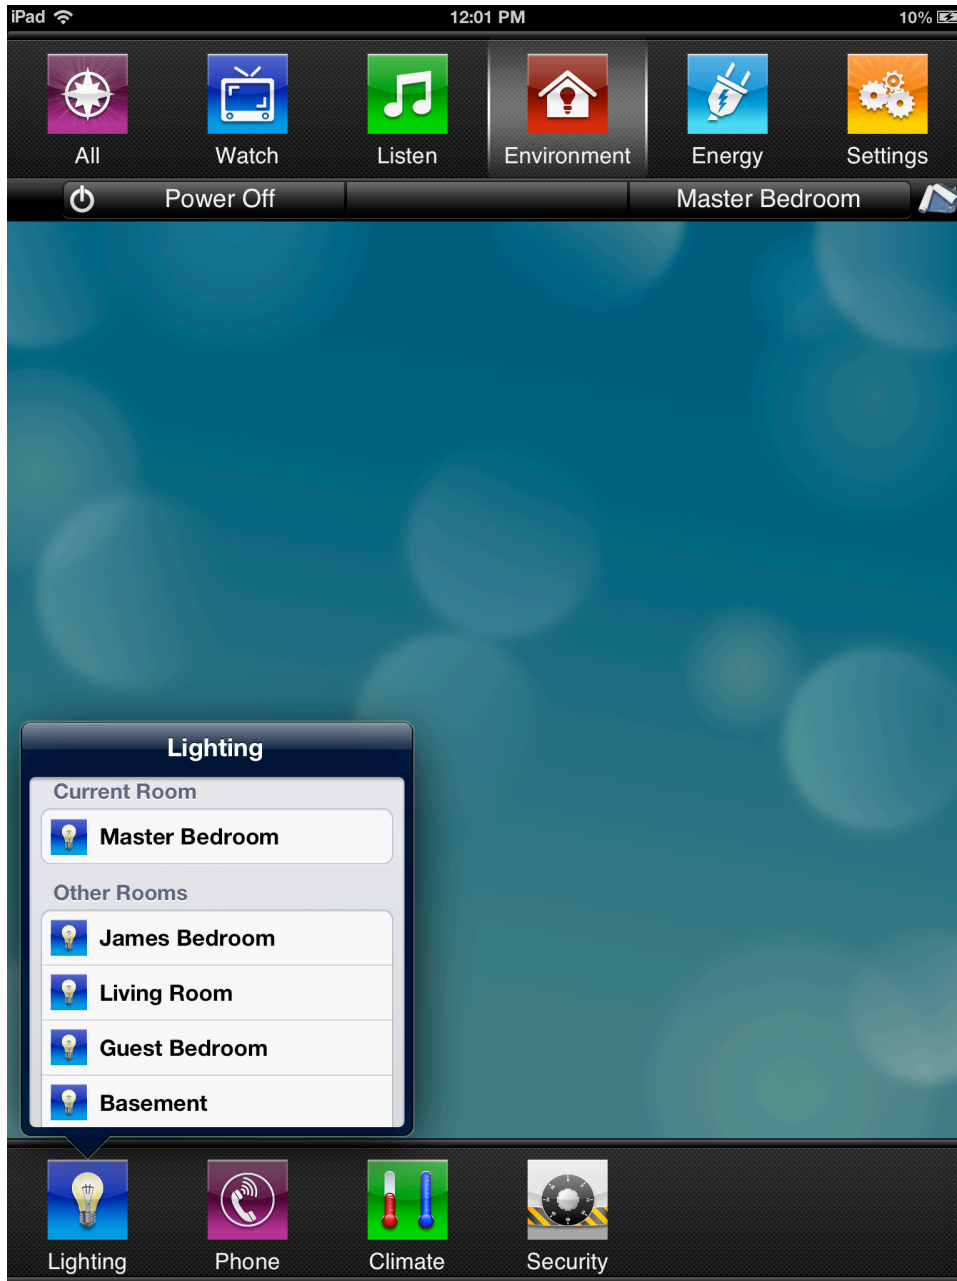 iPad 12:01 PM 10%
All Watch Listen Environment Energy Settings
Power Off Master Bedroom
Lighting
Current Room
Master Bedroom
Other Rooms
James Bedroom
Living Room
Guest Bedroom
Basement
Lighting Phone Climate Security